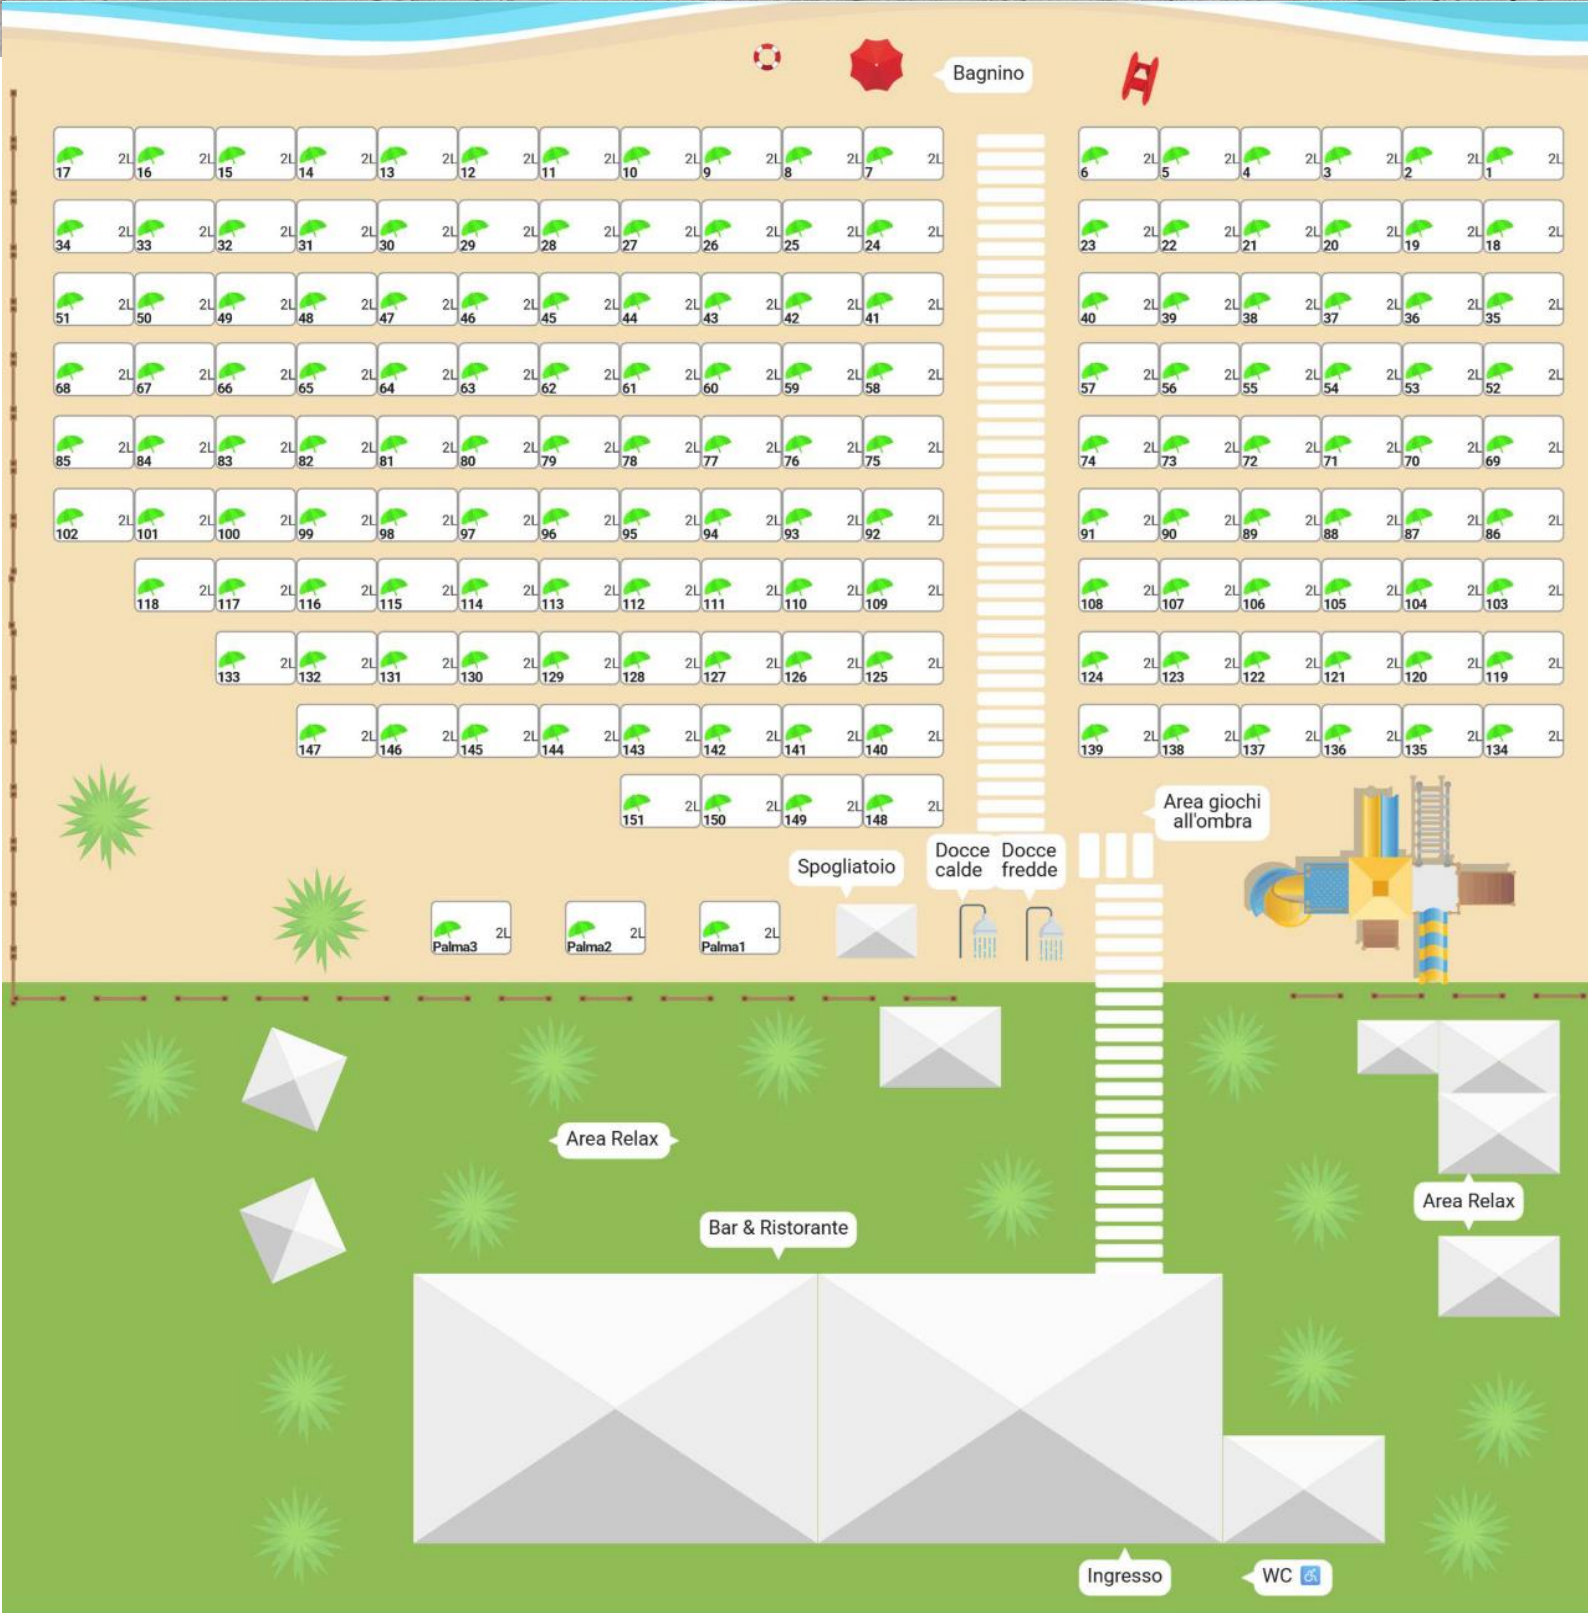 Bagnino
2L 2L 2L 2L 2L 2L 2L 2L 2L 2L 2L 2L 2L 2L 2L 2L 2L
17 16 15 14 13 12 11 10 9 8 7 6 5 4 3 2 1
2L 2L 2L 2L 2L 2L 2L 2L 2L 2L 2L 2L 2L 2L 2L 2L 2L
34 33 32 31 30 29 28 27 26 25 24 23 22 21 20 19 18
2L 2L 2L 2L 2L 2L 2L 2L 2L 2L 2L 2L 2L 2L 2L 2L 2L
51 50 49 48 47 46 45 44 43 42 41 40 39 38 37 36 35
2L 2L 2L 2L 2L 2L 2L 2L 2L 2L 2L 2L 2L 2L 2L 2L 2L
68 67 66 65 64 63 62 61 60 59 58 57 56 55 54 53 52
2L 2L 2L 2L 2L 2L 2L 2L 2L 2L 2L 2L 2L 2L 2L 2L 2L
85 84 83 82 81 80 79 78 77 76 75 74 73 72 71 70 69
2L 2L 2L 2L 2L 2L 2L 2L 2L 2L 2L 2L 2L 2L 2L 2L 2L
102 101 100 99 98 97 96 95 94 93 92 91 90 89 88 87 86
2L 2L 2L 2L 2L 2L 2L 2L 2L 2L 2L 2L 2L 2L 2L 2L
118 117 116 115 114 113 112 111 110 109 108 107 106 105 104 103
2L 2L 2L 2L 2L 2L 2L 2L 2L 2L 2L 2L 2L 2L 2L
133 132 131 130 129 128 127 126 125 124 123 122 121 120 119
2L 2L 2L 2L 2L 2L 2L 2L 2L 2L 2L 2L 2L 2L
147 146 145 144 143 142 141 140 139 138 137 136 135 134
2L 2L 2L 2L
151 150 149 148
Area giochi
all'ombra
Spogliatoio
Docce
calde
Docce
fredde
2L 2L 2L
Palma3 Palma2 Palma1
Area Relax
Area Relax
Bar & Ristorante
Ingresso
WC